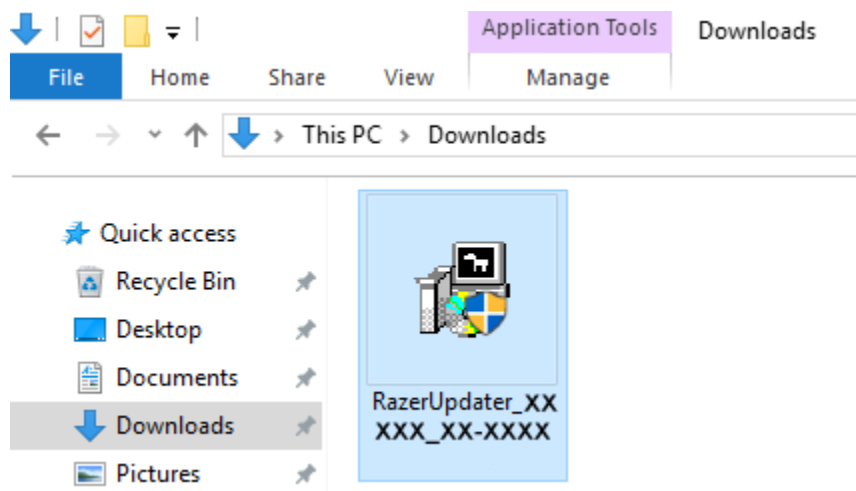 Application Tools
Downloads
File
Home
Share
View
Manage
This PC
Downloads
Quick access
Recycle Bin
Desktop
Documents
Downloads
Pictures
RazerUpdater_XX
XXX_XX-XXXX